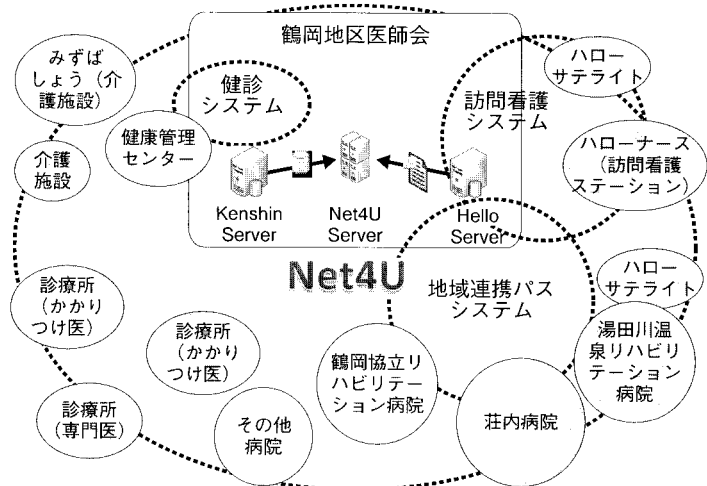 鶴岡地区医師会
みずば
しょう（介
護施設）
健診
システム
ハロー
サテライト
訪問看護
システム
健康管理
センター
介護
施設
ハローナース
（訪問看護
ステーション）
Kenshin
Server
Net4U
Server
Hello
Server
Net4U
地域連携パス
システム
ハロー
サテライト
診療所
（かかり
つけ医）
診療所
（かかり
つけ医）
鶴岡協立リ
ハビリテー
ション病院
湯田川温
泉リハビリ
テーション
病院
診療所
（専門医）
その他
病院
荘内病院